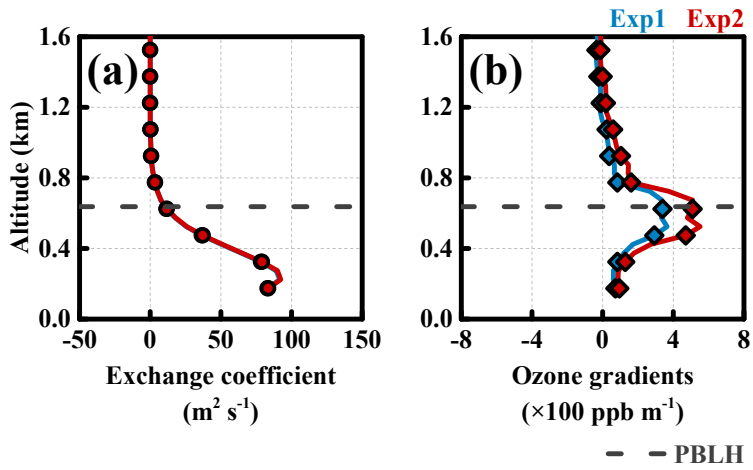 Exp1 Exp2
1.6 1.6
(a) (b)
1.2 1.2
0.8 0.8
0.4 0.4
0.0 0.0
Altitude (km)
-50 0 50 100 150
-8 -4 0 4 8
Exchange coefficient
(m² s⁻¹)
Ozone gradients
(×100 ppb m⁻¹)
PBLH